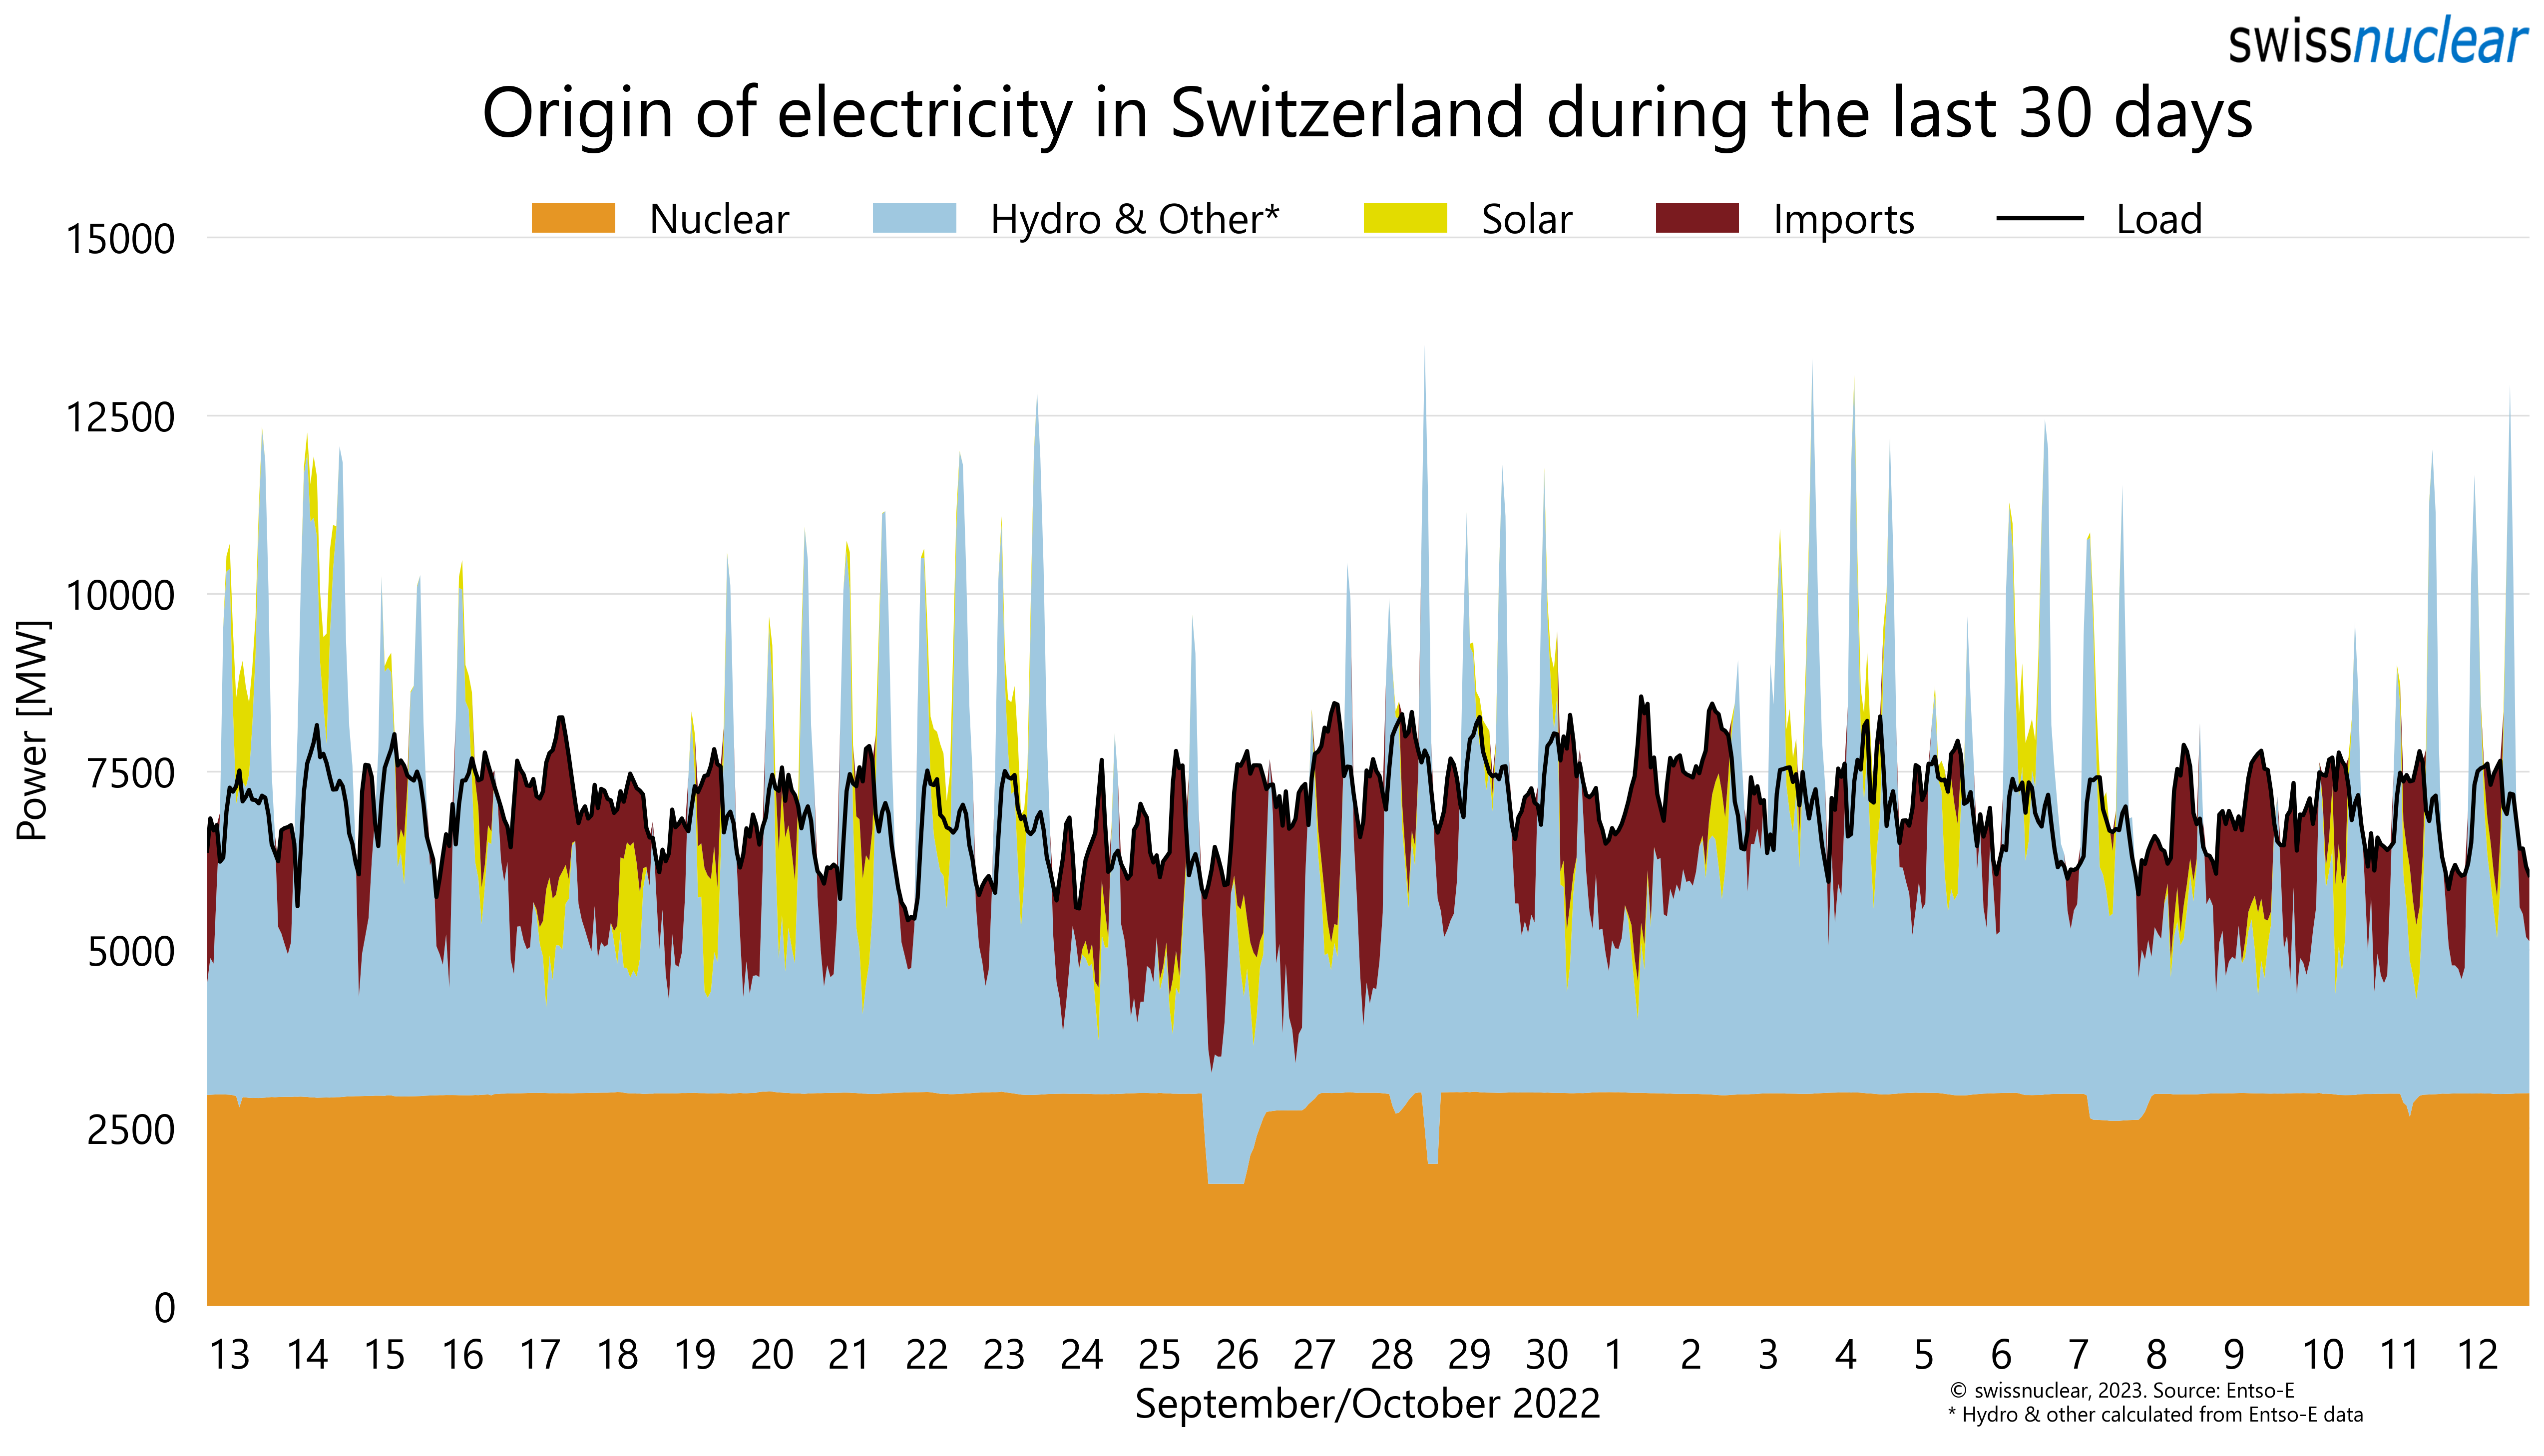 swissnuclear
Origin of electricity in Switzerland during the last 30 days
Nuclear Hydro & Other* Solar Imports Load
15000
12500
10000
7500
5000
2500
0
Power [MW]
13 14 15 16 17 18 19 20 21 22 23 24 25 26 27 28 29 30 1 2 3 4 5 6 7 8 9 10 11 12
September/October 2022
© swissnuclear, 2023. Source: Entso-E
* Hydro & other calculated from Entso-E data